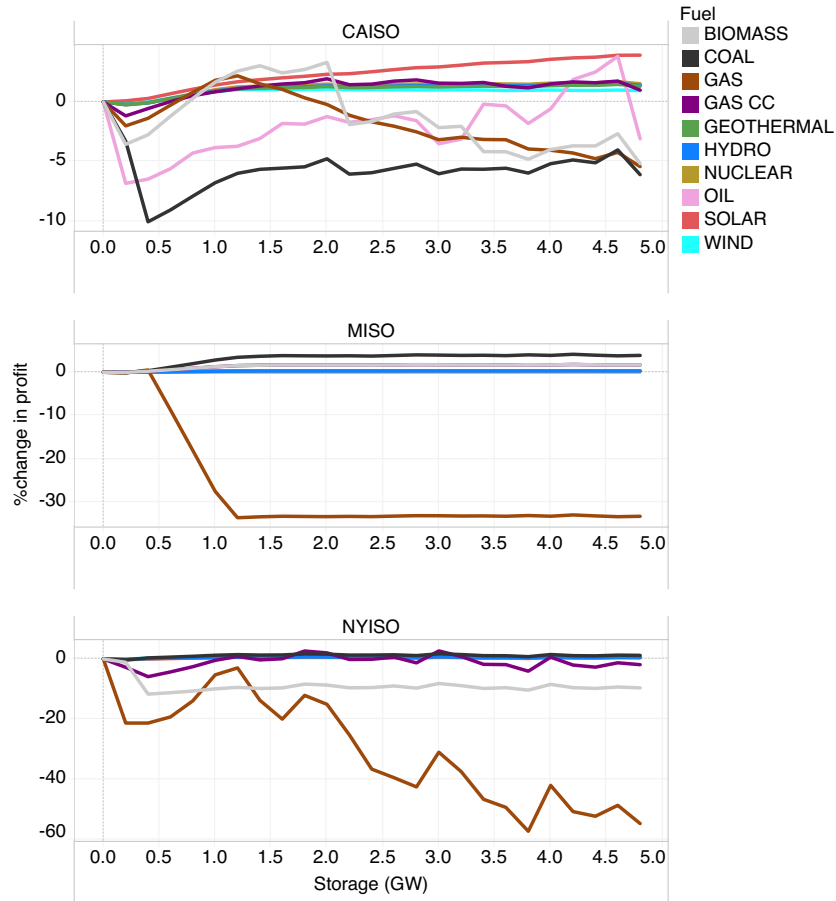 Fuel
BIOMASS
COAL
GAS
GAS CC
GEOTHERMAL
HYDRO
NUCLEAR
OIL
SOLAR
WIND
CAISO
0
-5
-10
0.0 0.5 1.0 1.5 2.0 2.5 3.0 3.5 4.0 4.5 5.0
MISO
%change in profit
0
-10
-20
-30
0.0 0.5 1.0 1.5 2.0 2.5 3.0 3.5 4.0 4.5 5.0
NYISO
0
-20
-40
-60
0.0 0.5 1.0 1.5 2.0 2.5 3.0 3.5 4.0 4.5 5.0
Storage (GW)